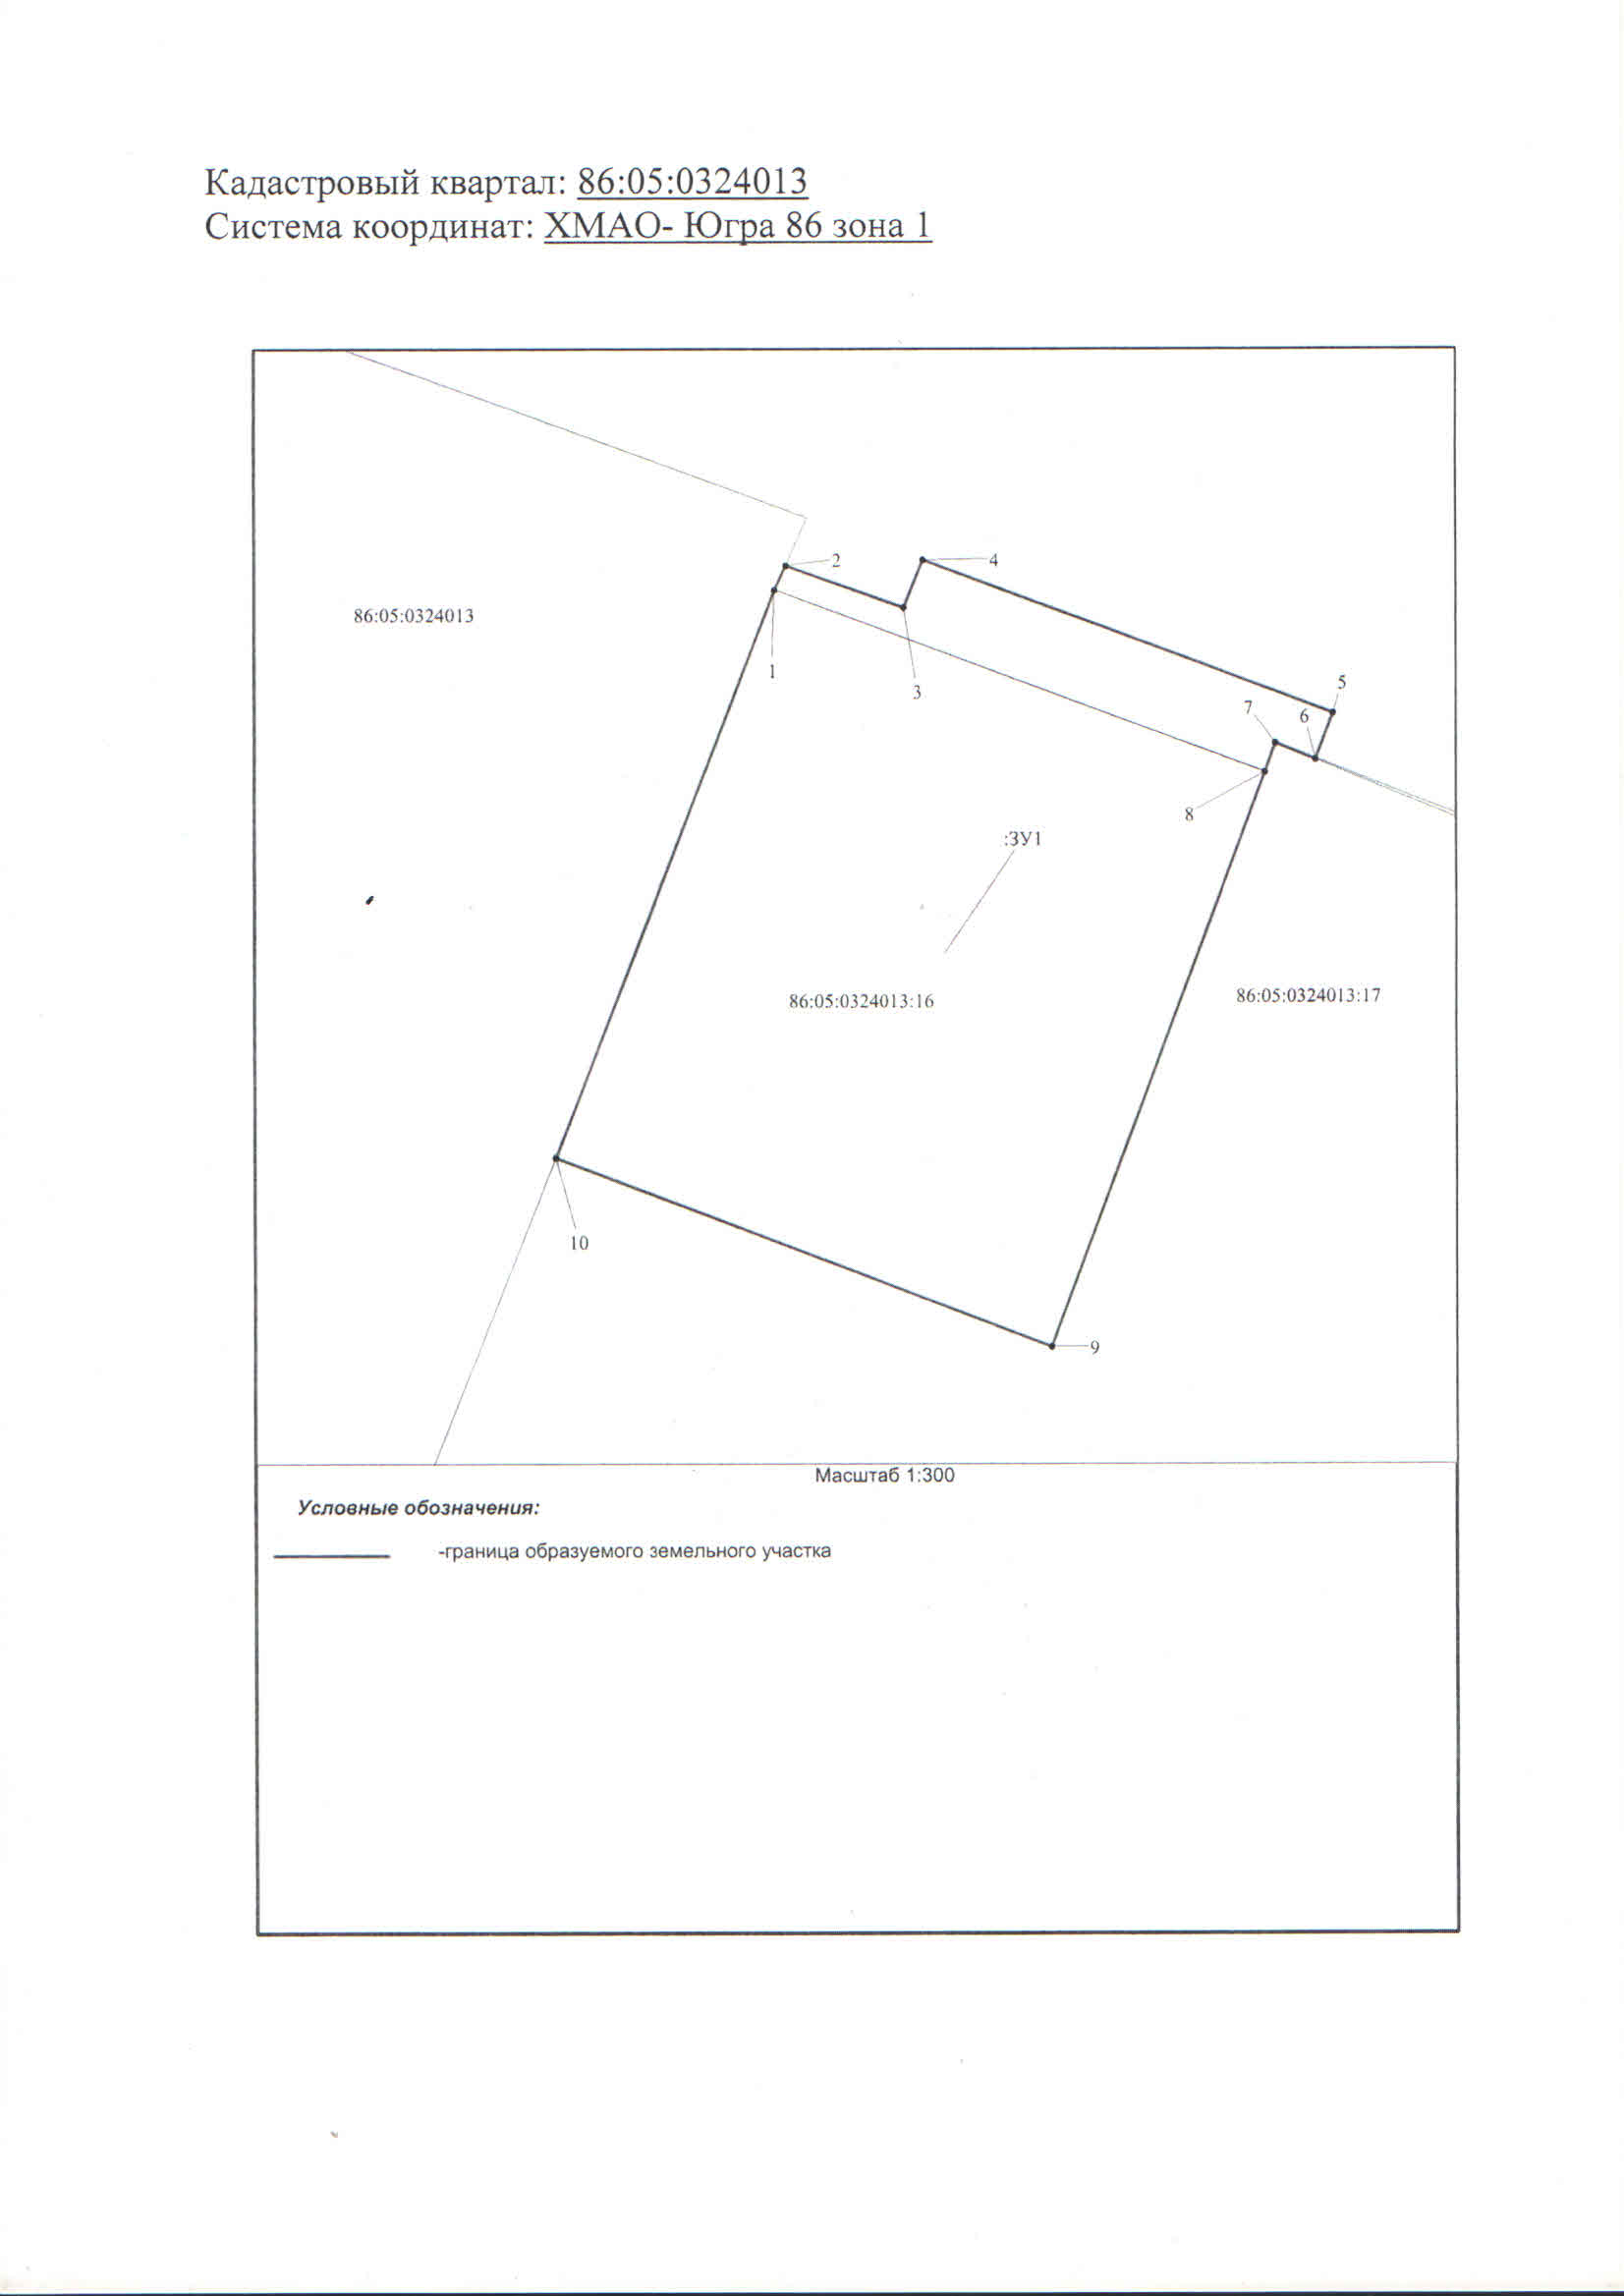 Кадастровый квартал: 86:05:0324013
Система координат: ХМАО- Югра 86 зона 1
2
4
86:05:0324013
1
3
5
7
6
8
:ЗУ1
86:05:0324013:16
86:05:0324013:17
10
9
Масштаб 1:300
Условные обозначения:
-граница образуемого земельного участка